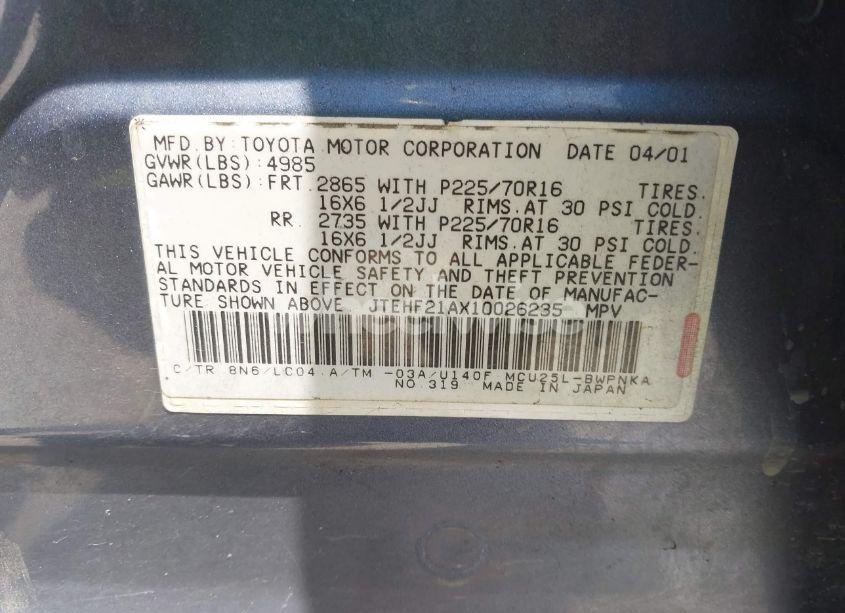 MFD.BY:TOYOTA MOTOR CORPORATION DATE 04/01
GVWR(LBS):4985
GAWR(LBS):FRT.2865 WITH P225/70R16 TIRES.
16X6 1/2JJ RIMS.AT 30 PSI COLD.
RR. 2735 WITH P225/70R16 TIRES.
16X6 1/2JJ RIMS.AT 30 PSI COLD.
THIS VEHICLE CONFORMS TO ALL APPLICABLE FEDER-
AL MOTOR VEHICLE SAFETY AND THEFT PREVENTION
STANDARDS IN EFFECT ON THE DATE OF MANUFAC-
TURE SHOWN ABOVE. JTEHF21AX10026235 MPV
C/TR 8N6/LC04.A/TM -03A/U140F MCU25L-BWPNKA
NO.319 MADE IN JAPAN